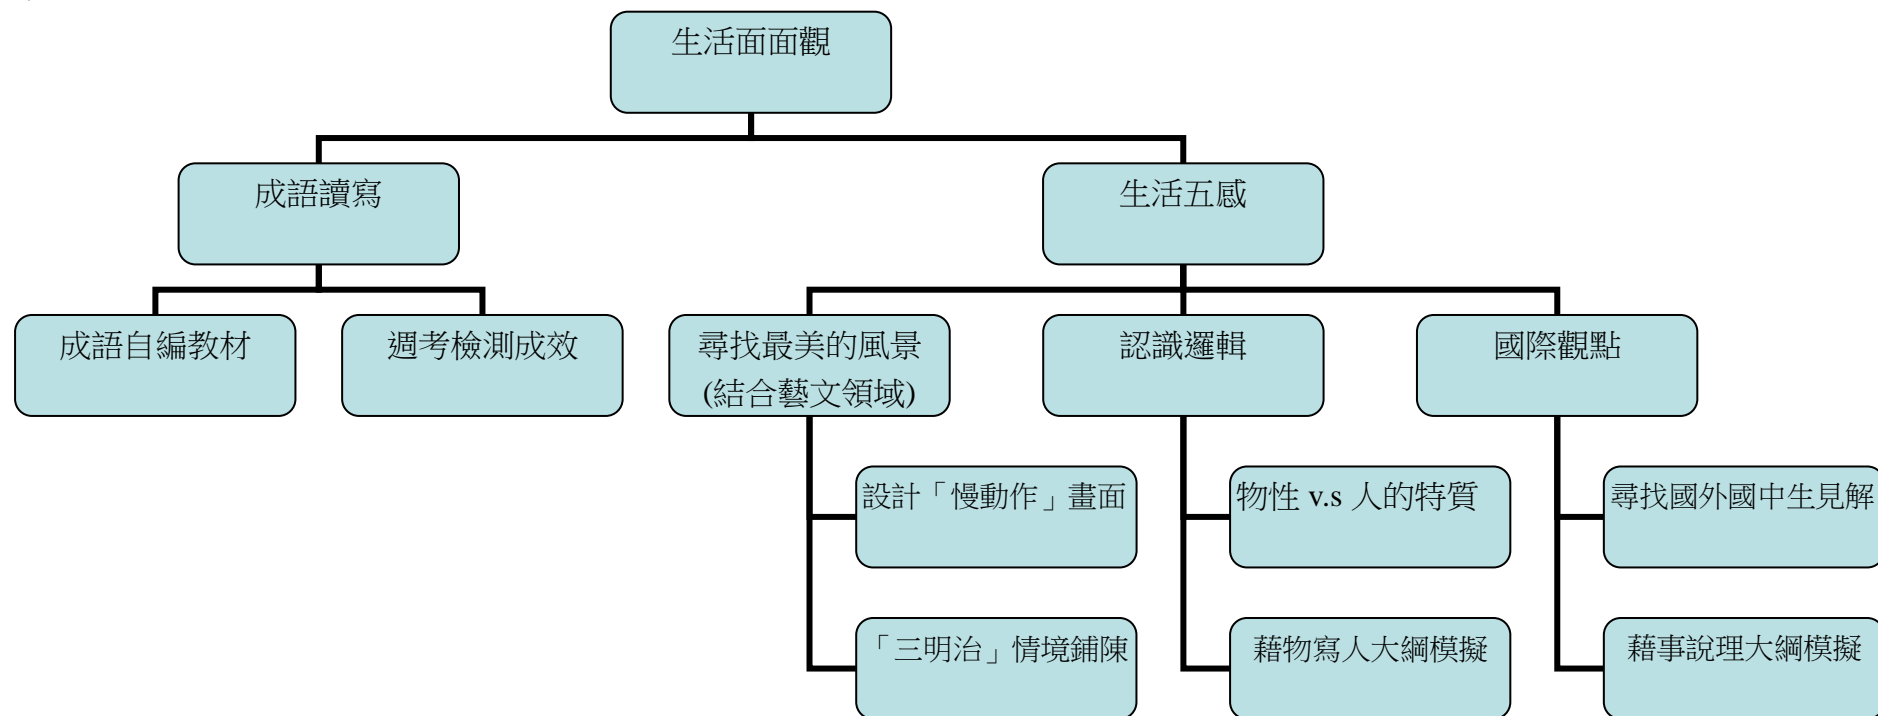 生活面面觀
成語讀寫
生活五感
成語自編教材
週考檢測成效
尋找最美的風景
(結合藝文領域)
認識邏輯
國際觀點
設計「慢動作」畫面
物性 v.s 人的特質
尋找國外國中生見解
「三明治」情境鋪陳
藉物寫人大綱模擬
藉事說理大綱模擬